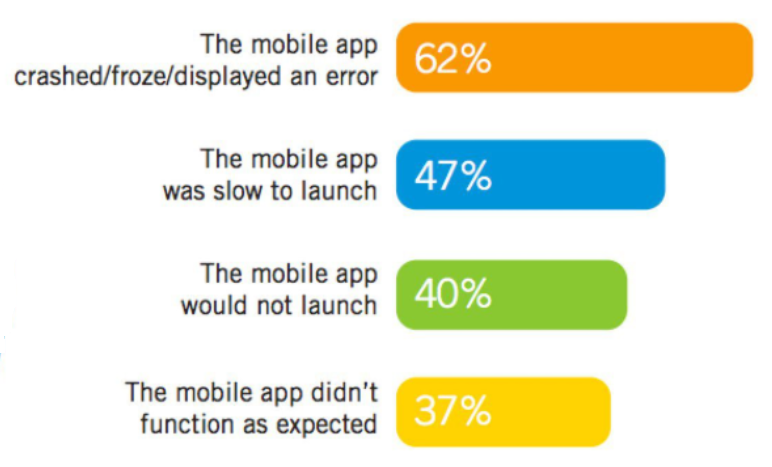 The mobile app
crashed/froze/displayed an error
62%
The mobile app
was slow to launch
47%
The mobile app
would not launch
40%
The mobile app didn't
function as expected
37%